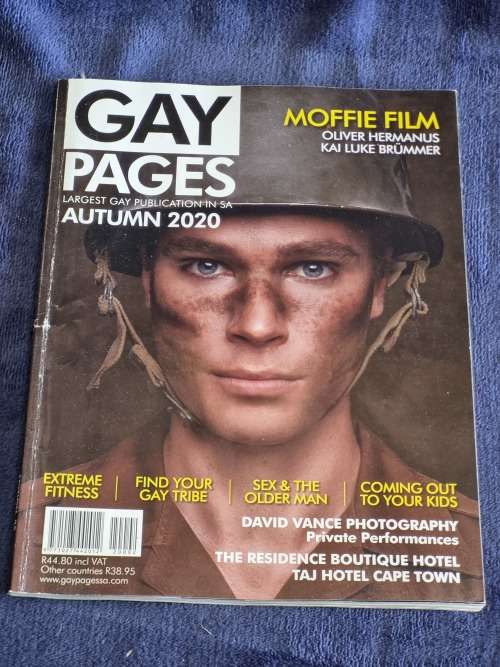 GAY
PAGES
LARGEST GAY PUBLICATION IN SA
AUTUMN 2020
MOFFIE FILM
OLIVER HERMANUS
KAI LUKE BRÜMMER
EXTREME
FITNESS
FIND YOUR
GAY TRIBE
SEX & THE
OLDER MAN
COMING OUT
TO YOUR KIDS
DAVID VANCE PHOTOGRAPHY
Private Performances
THE RESIDENCE BOUTIQUE HOTEL
TAJ HOTEL CAPE TOWN
R44.80 incl VAT
Other countries R38.95
www.gaypagessa.com